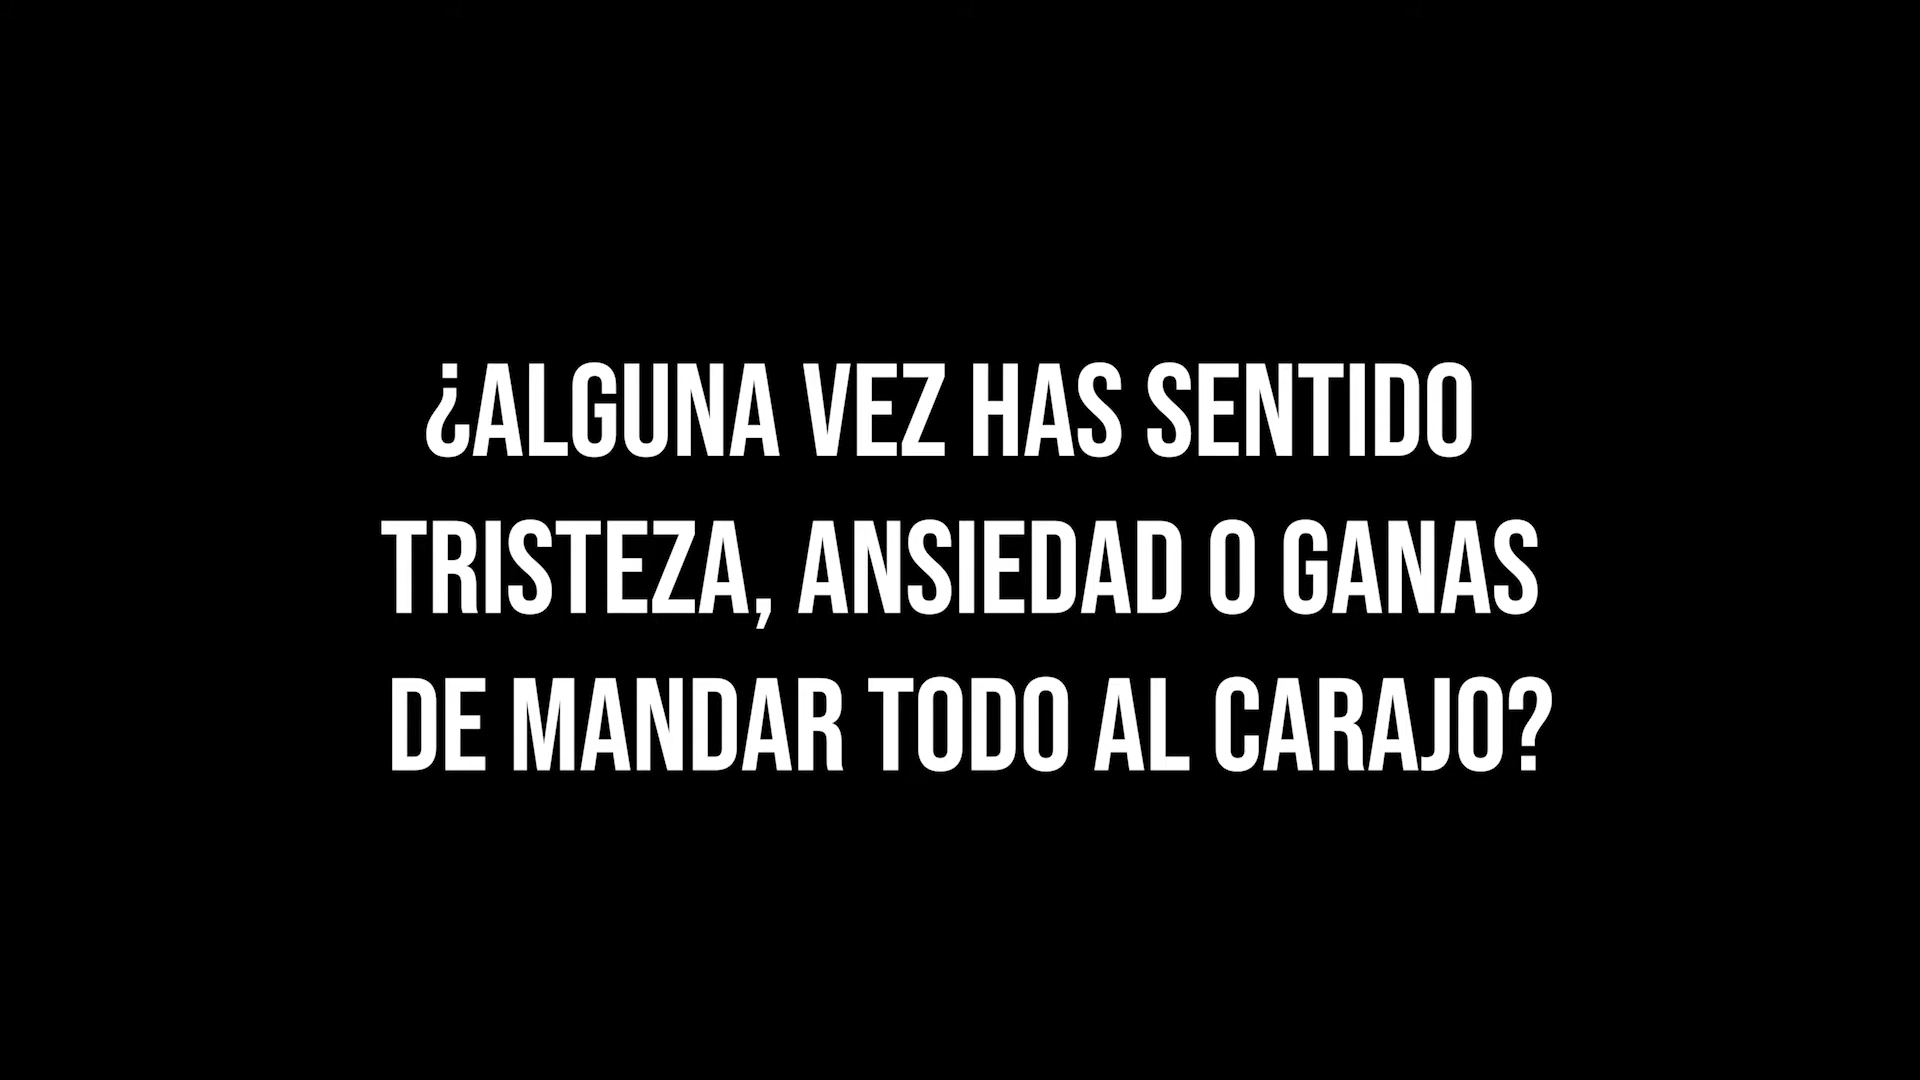 ¿ALGUNA VEZ HAS SENTIDO
TRISTEZA, ANSIEDAD O GANAS
DE MANDAR TODO AL CARAJO?